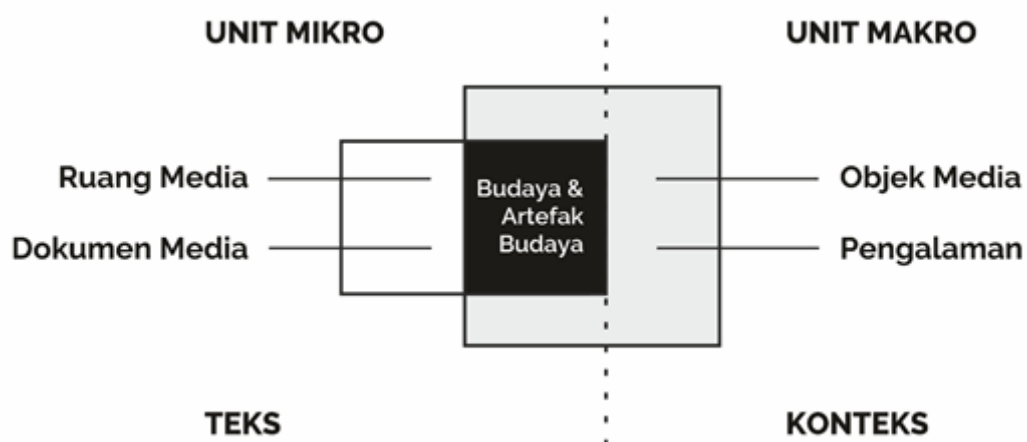 UNIT MIKRO
UNIT MAKRO
Ruang Media
Dokumen Media
Budaya &
Artefak
Budaya
Objek Media
Pengalaman
TEKS
KONTEKS